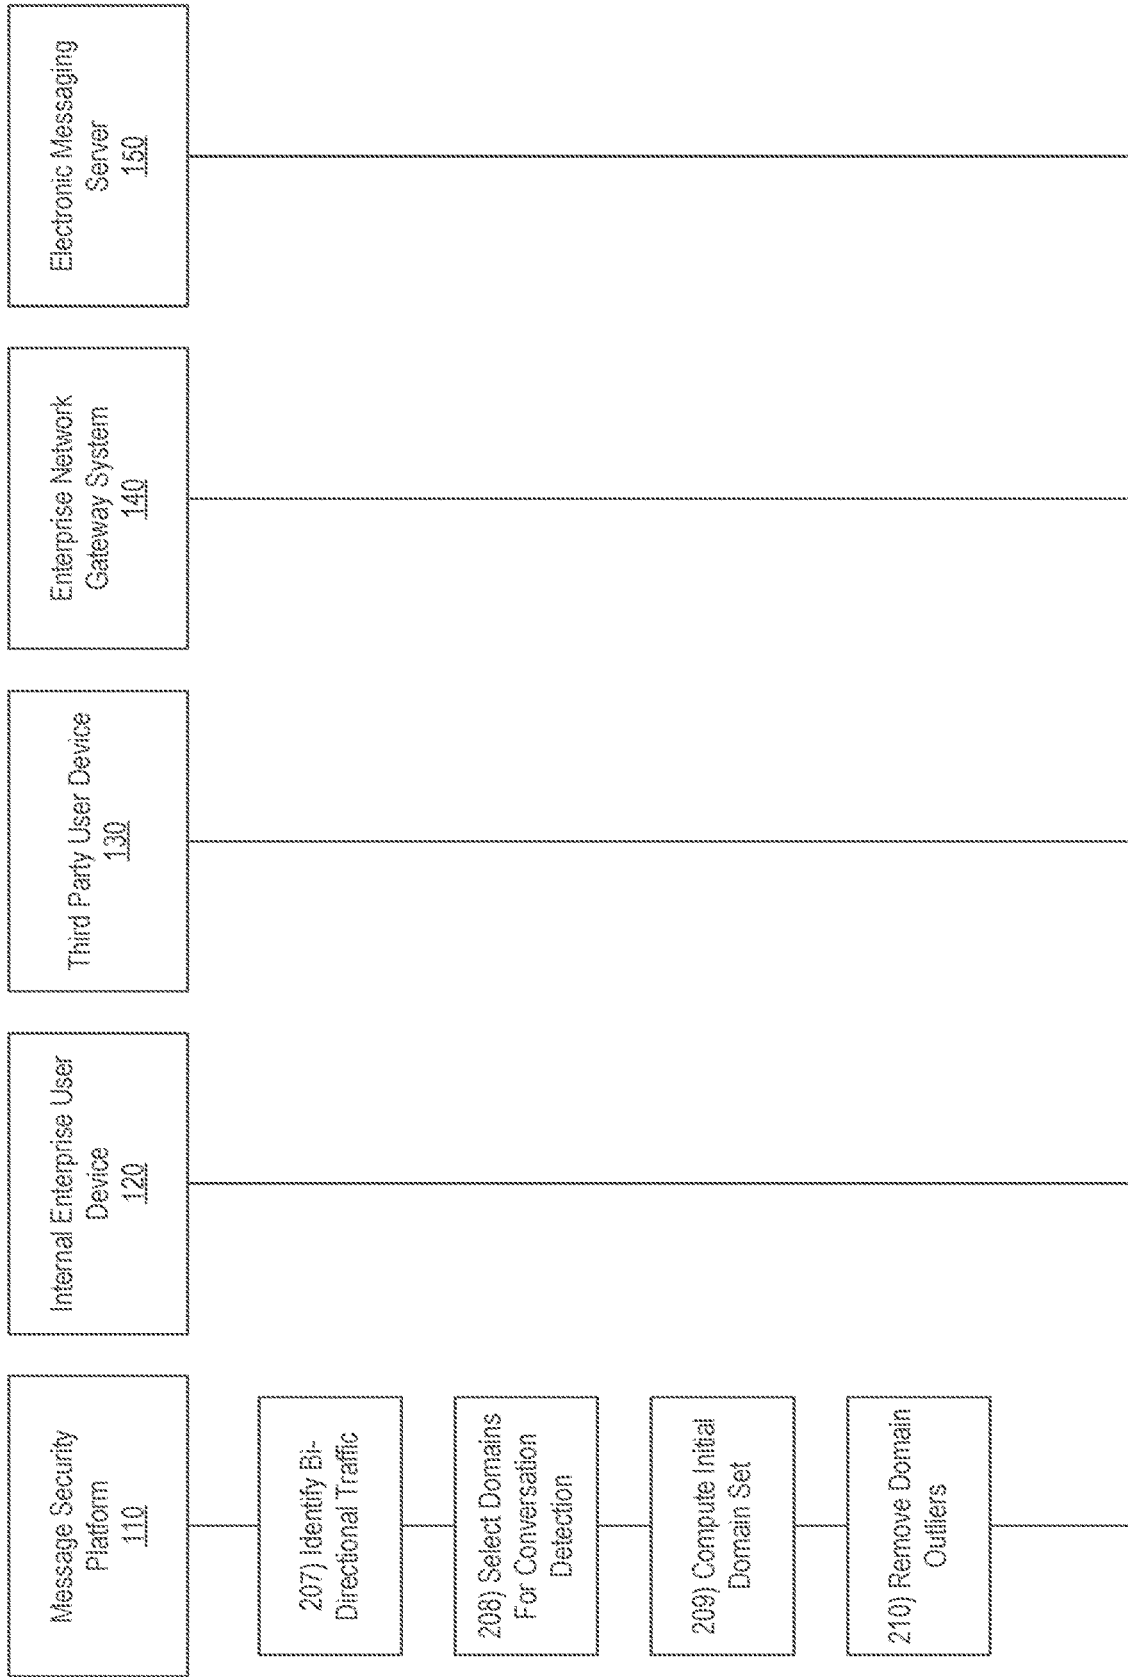 Message Security
Platform
110
Internal Enterprise User
Device
120
Third Party User Device
130
Enterprise Network
Gateway System
140
Electronic Messaging
Server
150
207) Identify Bi-
Directional Traffic
208) Select Domains
For Conversation
Detection
209) Compute Initial
Domain Set
210) Remove Domain
Outliers